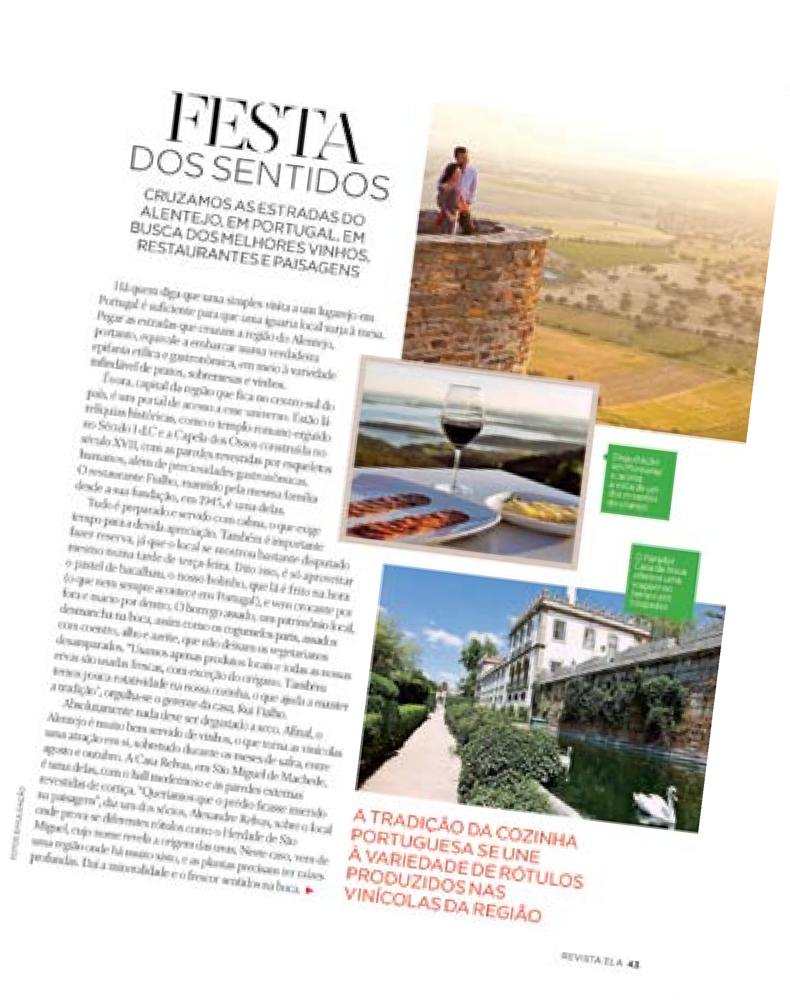 FESTA
DOS SENTIDOS
CRUZAMOS AS ESTRADAS DO
ALENTEJO, EM PORTUGAL, EM
BUSCA DOS MELHORES VINHOS,
RESTAURANTES E PAISAGENS
Há quem diga que uma simples visita a um lugarejo em
Portugal é suficiente para que uma iguaria local surja à mesa.
Pegar as estradas que cruzam a região do Alentejo,
portanto, equivale a embarcar numa verdadeira
epifania etílica e gastronômica, em meio à variedade
infindável de pratos, sobremesas e vinhos.
Évora, capital da região que fica no centro-sul do
país, é um portal de acesso a esse universo. Estão lá
relíquias históricas, como o templo romano erguido
no Século I d.C e a Capela dos Ossos construída no
século XVII, com as paredes revestidas por esqueletos
humanos, além de preciosidades gastronômicas.
O restaurante Fialho, mantido pela mesma família
desde a sua fundação, em 1945, é uma delas.
Tudo é preparado e servido com calma, o que exige
tempo para a devida apreciação. Também é importante
fazer reserva, já que o local se mostrou bastante disputado
mesmo numa tarde de terça-feira. Dito isso, é só aproveitar
o pastel de bacalhau, o nosso bolinho, que lá é frito na hora
(o que nem sempre acontece em Portugal), e vem crocante por
fora e macio por dentro. O borrego assado, um patrimônio local,
desmancha na boca, assim como os cogumelos paris, assados
com coentro, alho e azeite, que não deixam os vegetarianos
desamparados. "Usamos apenas produtos locais e todas as nossas
ervas são usadas frescas, com exceção do orégano. Também
temos pouca rotatividade na nossa cozinha, o que ajuda a manter
a tradição", orgulha-se o gerente da casa, Rui Fialho.
Absolutamente nada deve ser degustado a seco. Afinal, o
Alentejo é muito bem servido de vinhos, o que torna as vinícolas
uma atração em si, sobretudo durante os meses de safra, entre
agosto e outubro. A Casa Relvas, em São Miguel de Machede,
é uma delas, com o hall moderno e as paredes externas
revestidas de cortiça. "Queríamos que o prédio ficasse inserido
na paisagem", diz um dos sócios, Alexandre Relvas, sobre o local
onde prova-se diferentes rótulos como o Herdade de São
Miguel, cujo nome revela a origem das uvas. Neste caso, vem de
uma região onde há muito xisto, e as plantas precisam ter raízes
profundas. Daí a mineralidade e o frescor sentidos na boca.
A TRADIÇÃO DA COZINHA
PORTUGUESA SE UNE
À VARIEDADE DE RÓTULOS
PRODUZIDOS NAS
VINÍCOLAS DA REGIÃO
REVISTA ELA 43